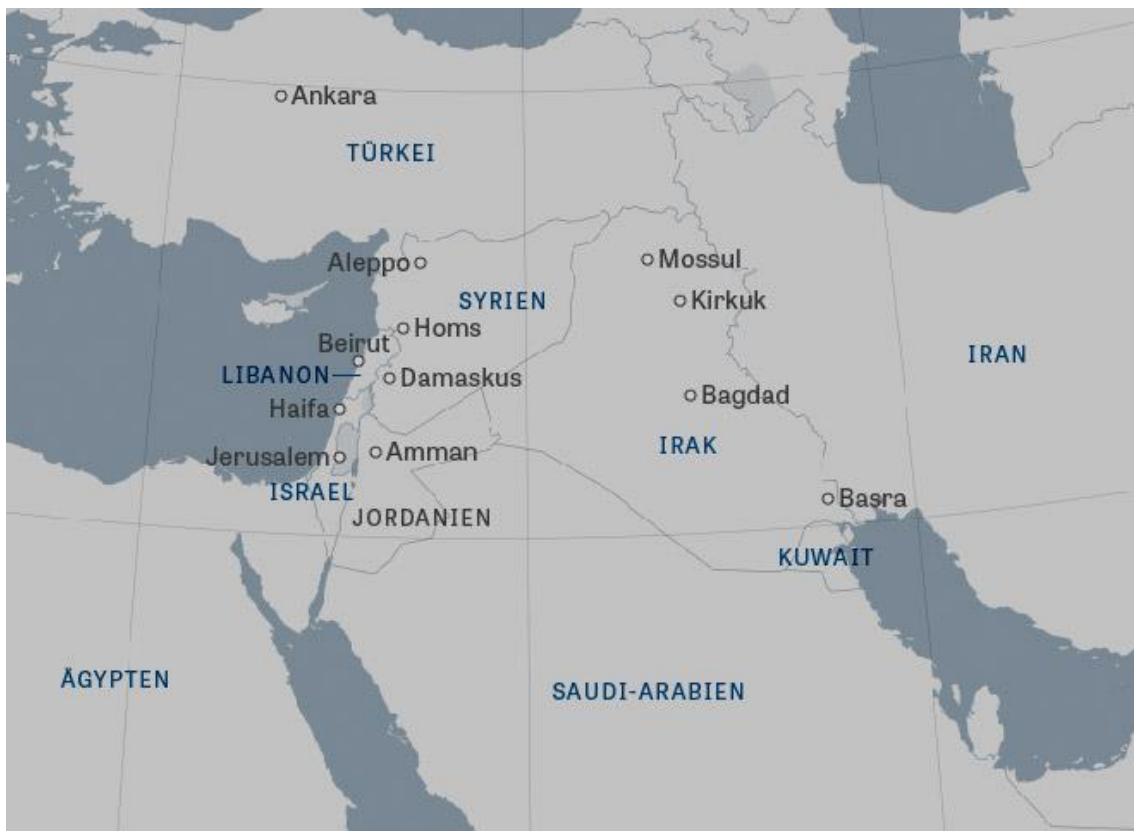 Ankara
TÜRKEI
Aleppo
Mossul
SYRIEN
Kirkuk
Homs
Beirut
IRAN
LIBANON
Damaskus
Bagdad
Haifa
IRAK
Amman
Jerusalem
ISRAEL
Basra
JORDANIEN
KUWAIT
ÄGYPTEN
SAUDI-ARABIEN